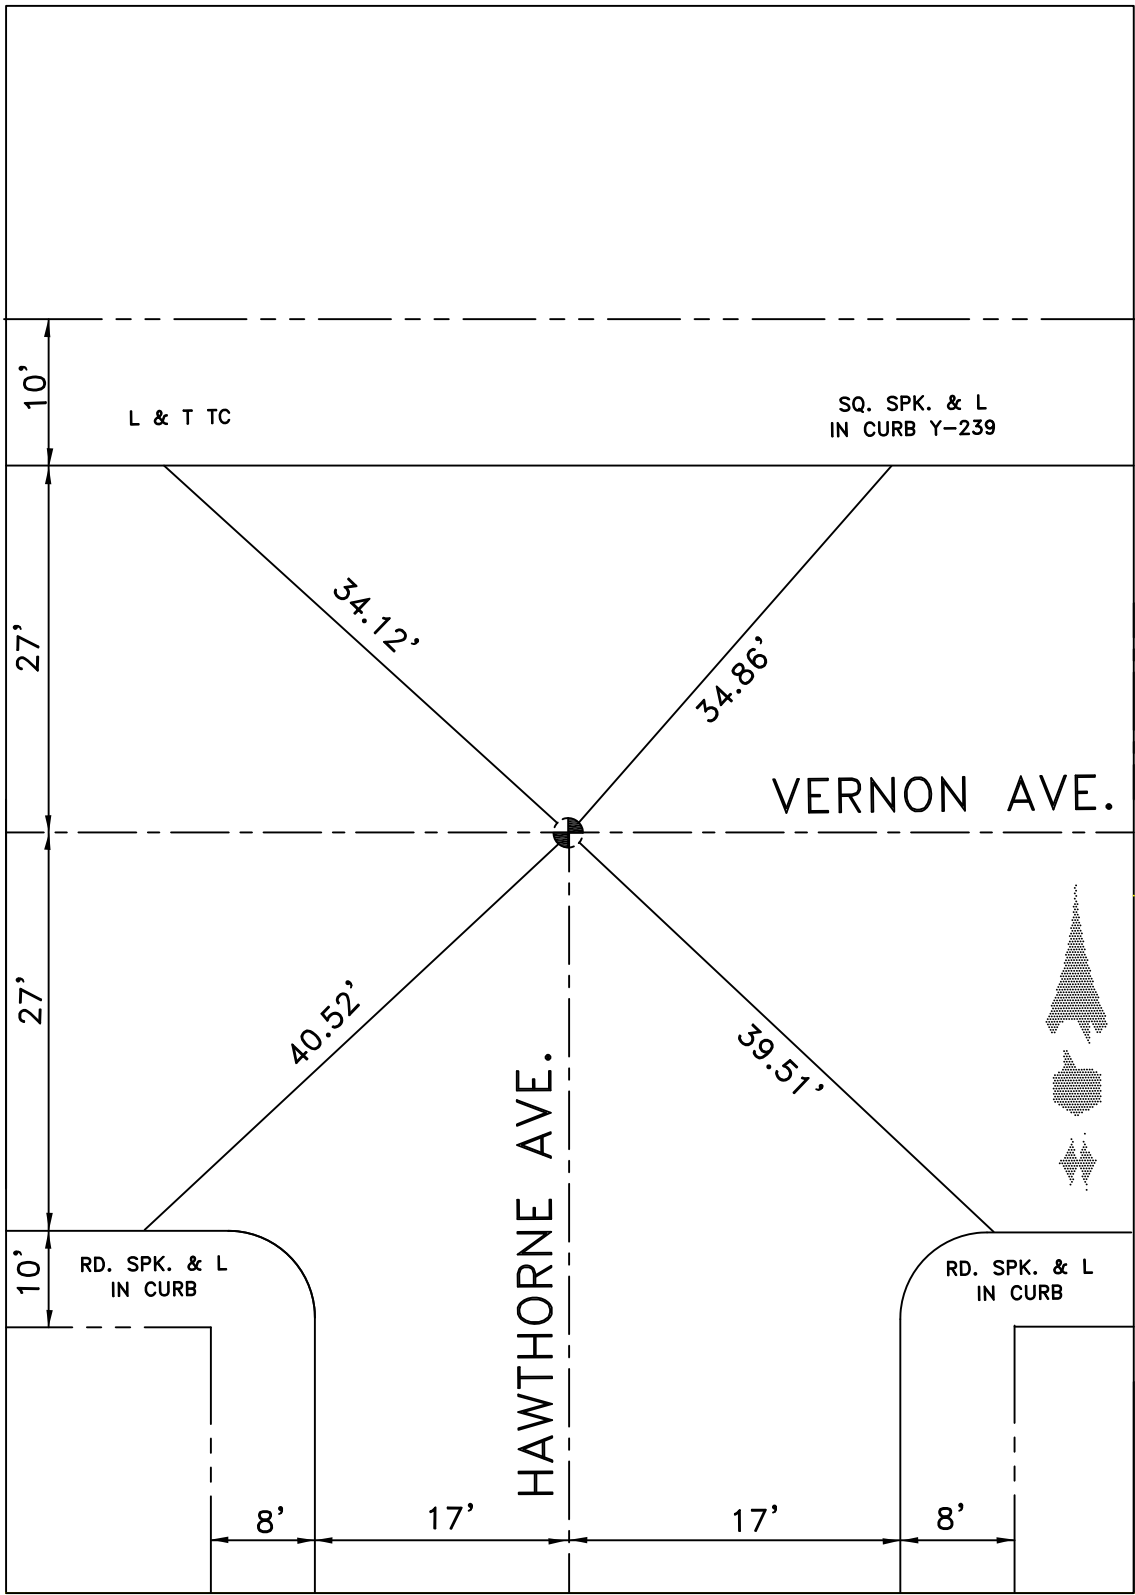 10'
L & T TC
SQ. SPK. & L
IN CURB Y-239
27'
34.12'
34.86'
VERNON AVE.
27'
40.52'
39.51'
HAWTHORNE AVE.
10'
RD. SPK. & L
IN CURB
RD. SPK. & L
IN CURB
8'
17'
17'
8'